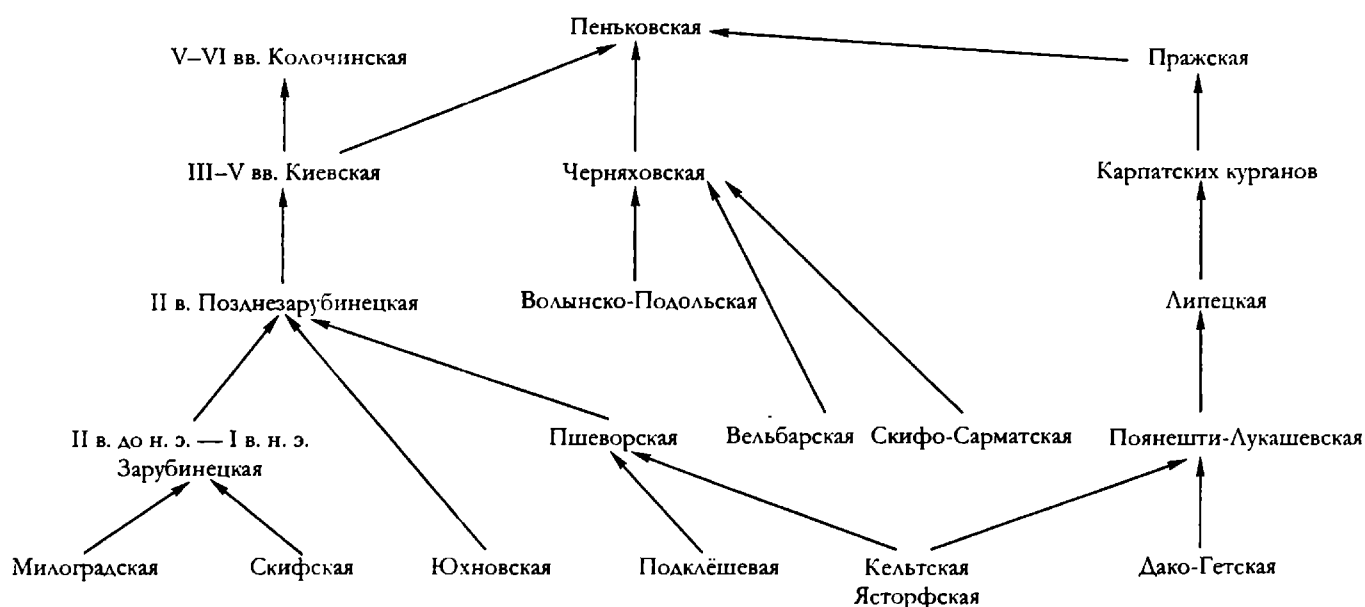 Пеньковская
V–VI вв. Колочинская
Пражская
III–V вв. Киевская
Черняховская
Карпатских курганов
II в. Позднезарубинецкая
Волынско-Подольская
Липецкая
II в. до н. э. — I в. н. э.
Зарубинецкая
Пшеворская
Вельбарская
Скифо-Сарматская
Поянешти-Лукашевская
Милоградская
Скифская
Юхновская
Подклёшевая
Кельтская
Ясторфская
Дако-Гетская